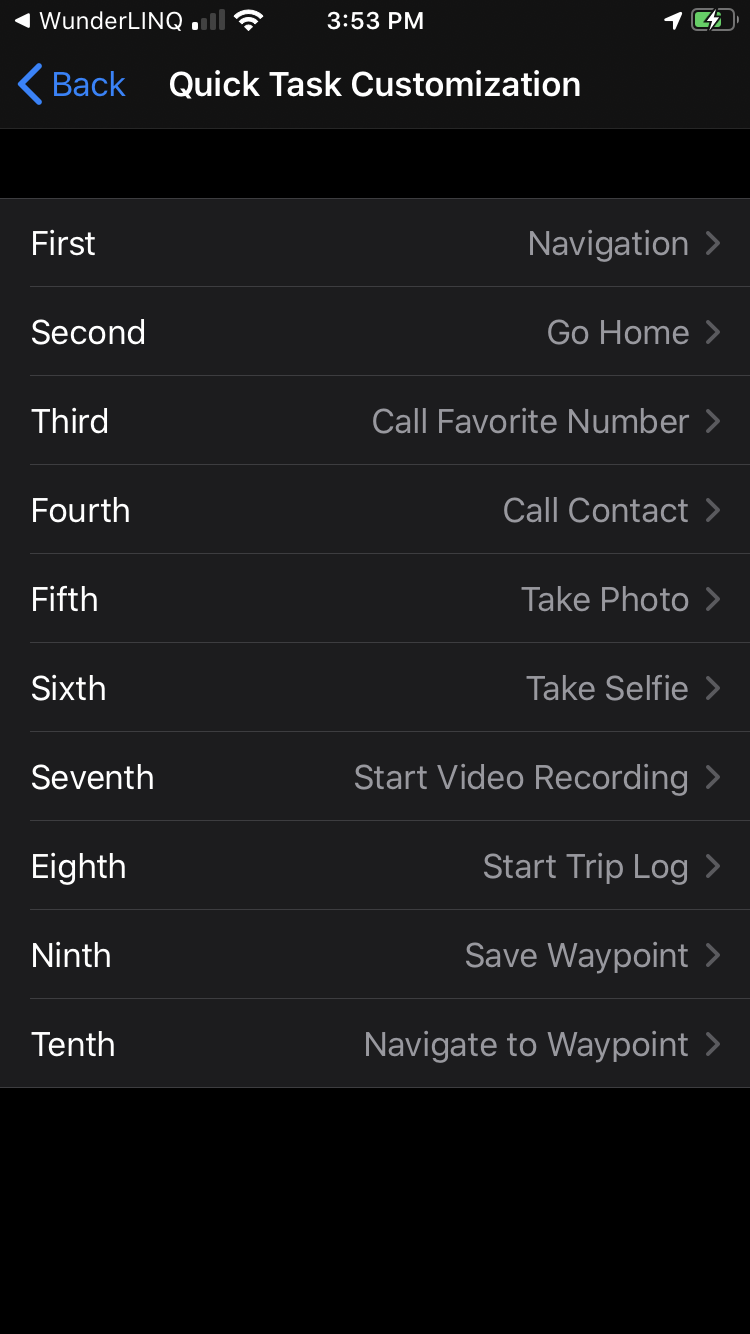 WunderLINQ 3:53 PM
Back Quick Task Customization
First Navigation
Second Go Home
Third Call Favorite Number
Fourth Call Contact
Fifth Take Photo
Sixth Take Selfie
Seventh Start Video Recording
Eighth Start Trip Log
Ninth Save Waypoint
Tenth Navigate to Waypoint